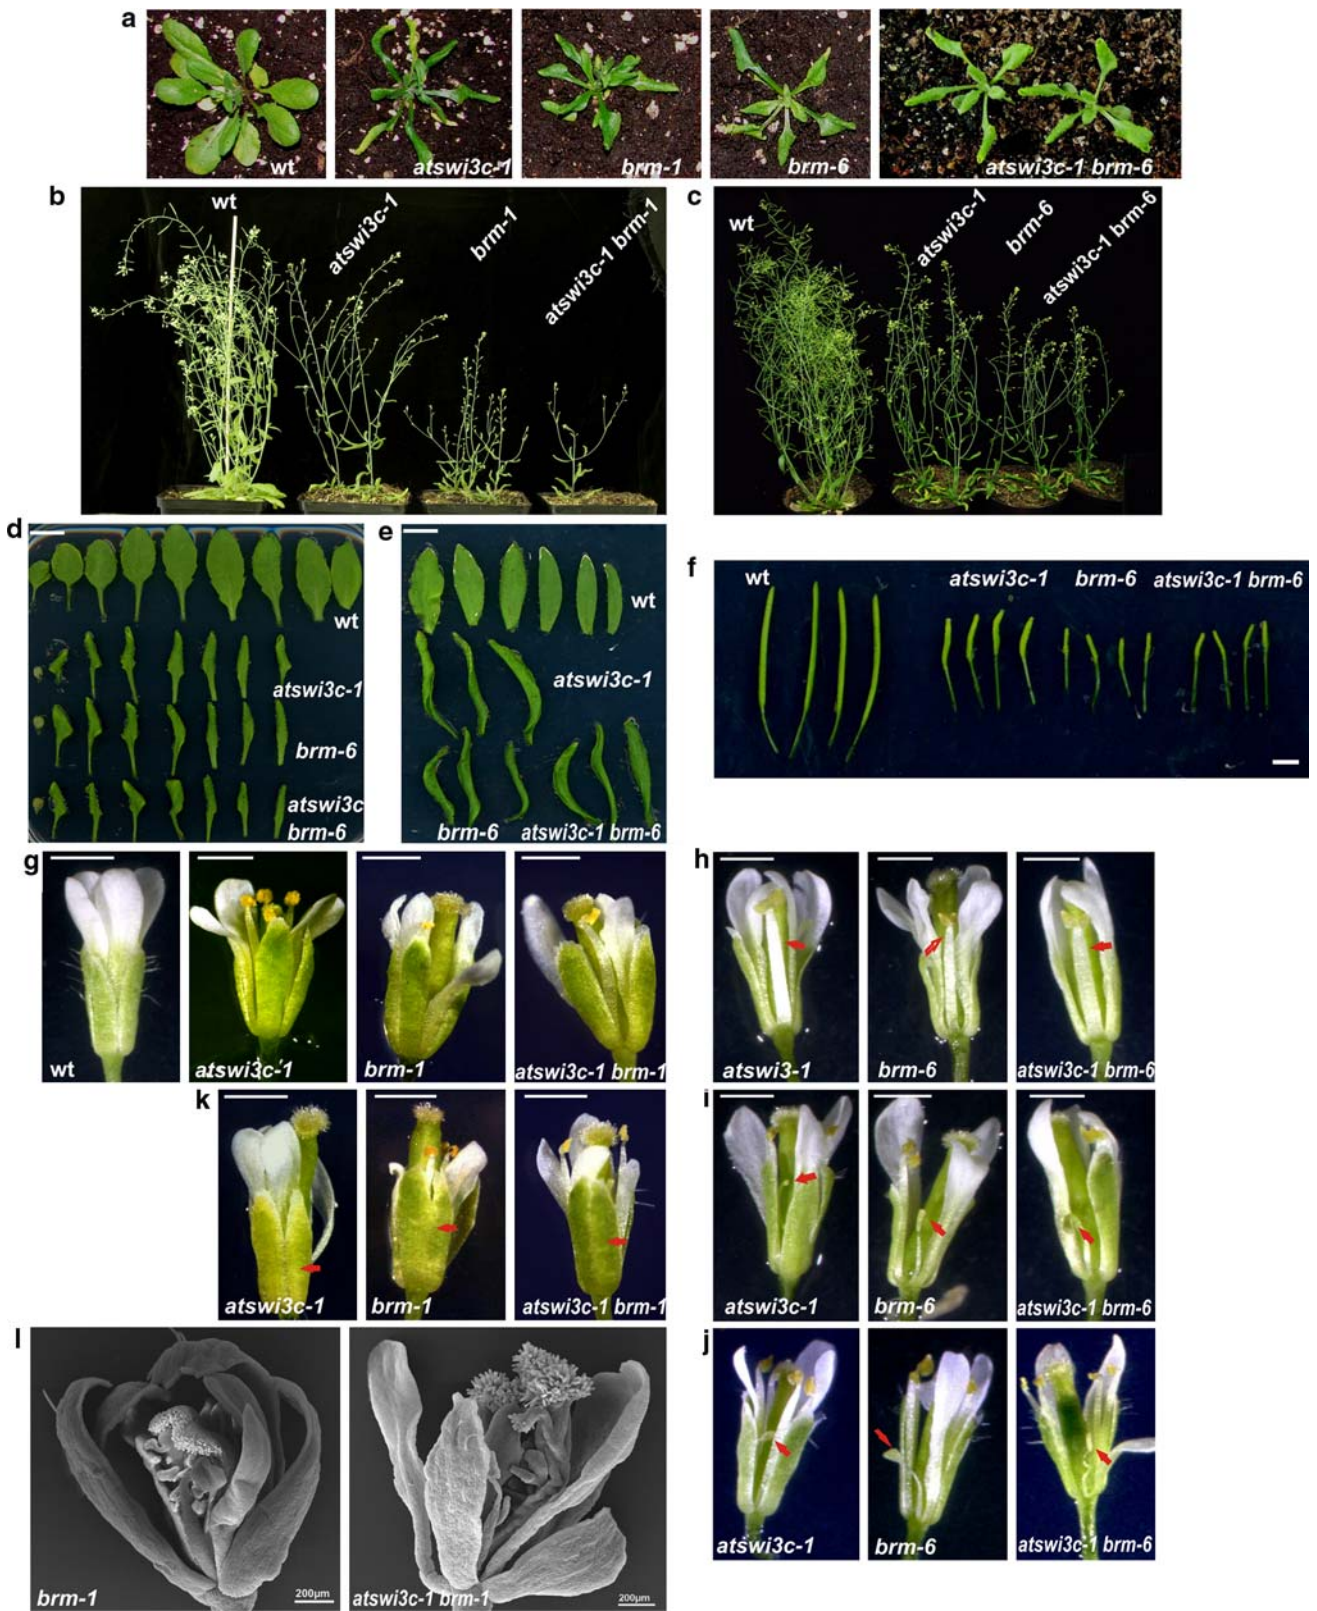 a
wt
atswi3c-1
brm-1
brm-6
atswi3c-1 brm-6
b
wt
atswi3c-1
brm-1
atswi3c-1 brm-1
c
wt
atswi3c-1
brm-6
atswi3c-1 brm-6
d
wt
atswi3c-1
brm-6
atswi3c
brm-6
e
wt
atswi3c-1
brm-6
atswi3c-1 brm-6
f
wt
atswi3c-1
brm-6
atswi3c-1 brm-6
g
wt
atswi3c-1
brm-1
atswi3c-1 brm-1
h
atswi3-1
brm-6
atswi3c-1 brm-6
k
atswi3c-1
brm-1
atswi3c-1 brm-1
i
atswi3c-1
brm-6
atswi3c-1 brm-6
l
brm-1
200µm
atswi3c-1 brm-1
200µm
j
atswi3c-1
brm-6
atswi3c-1 brm-6